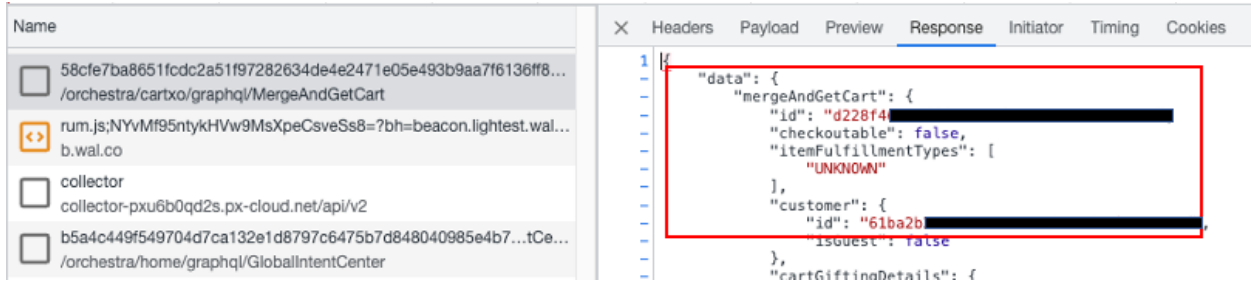 Name
58cfe7ba8651fcdc2a51f97282634de4e2471e05e493b9aa7f6136ff8...
/orchestra/cartxo/graphql/MergeAndGetCart
rum.js;NYvMf95ntykHVw9MsXpeCsveSs8=?bh=beacon.lightest.wal...
b.wal.co
collector
collector-pxu6b0qd2s.px-cloud.net/api/v2
b5a4c449f549704d7ca132e1d8797c6475b7d848040985e4b7...tCe...
/orchestra/home/graphql/GlobalIntentCenter
× Headers Payload Preview Response Initiator Timing Cookies
1 {
- "data": {
- "mergeAndGetCart": {
- "id": "d228f4
- "checkoutable": false,
- "itemFulfillmentTypes": [
- "UNKNOWN"
- ],
- "customer": {
- "id": "61ba2b ,
- "isGuest": false
- },
- "cartGiftingDetails": {